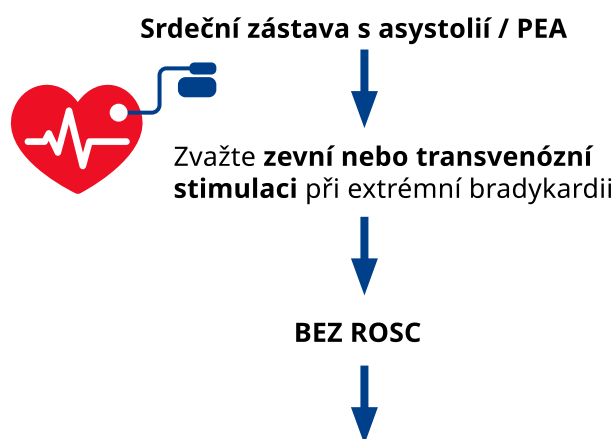 Srdeční zástava s asystolií / PEA
Zvažte zevní nebo transvenózní
stimulaci při extrémní bradykardii
BEZ ROSC